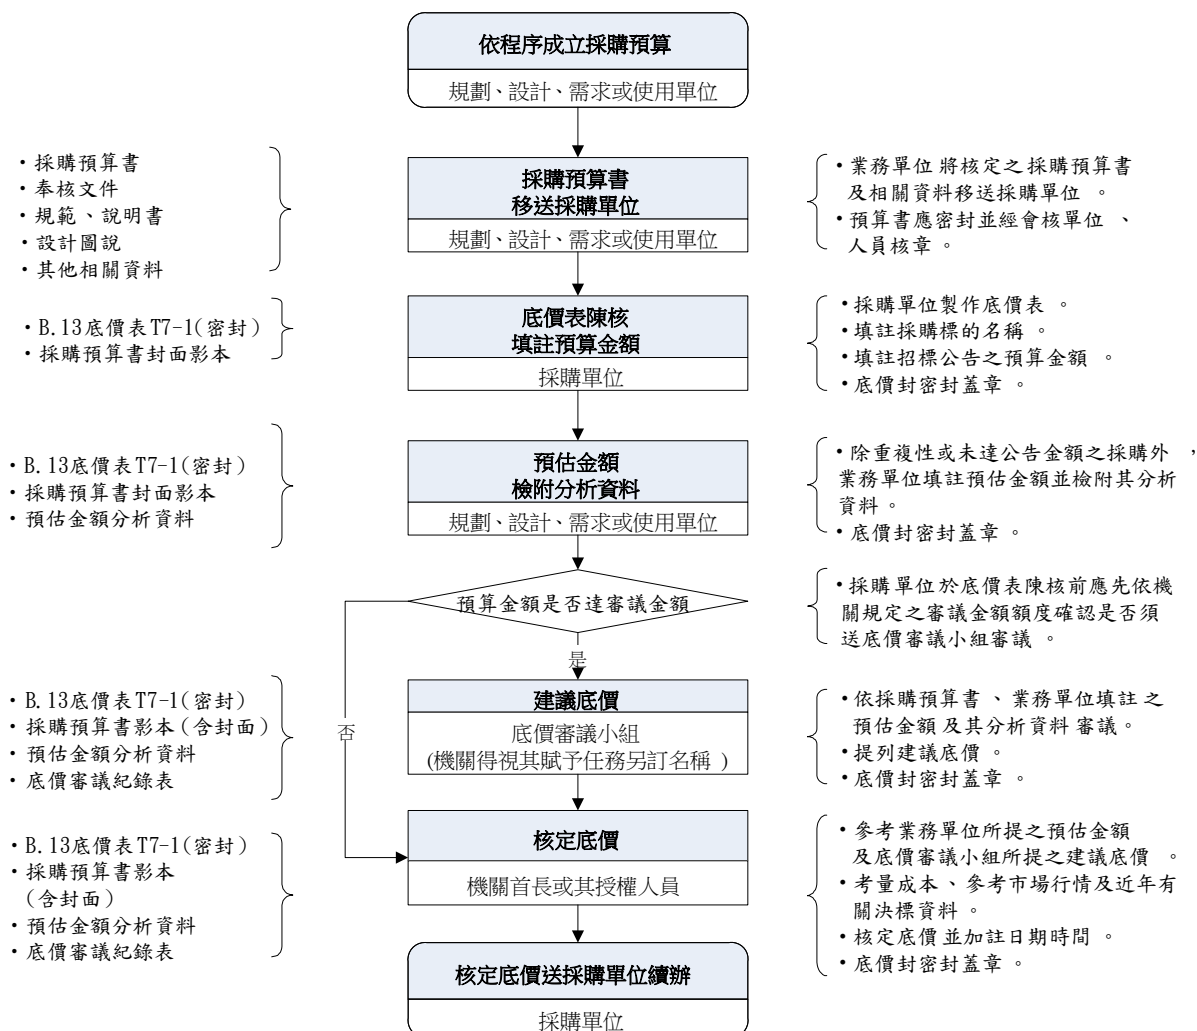 依程序成立採購預算
規劃、設計、需求或使用單位
・採購預算書
・奉核文件
・規範、說明書
・設計圖說
・其他相關資料
採購預算書
移送採購單位
規劃、設計、需求或使用單位
・業務單位 將核定之 採購預算書
及相關資料移送採購單位 。
・預算書應密封並經會核單位 、
人員核章 。
・B.13底價表T7-1(密封)
・採購預算書封面影本
底價表陳核
填註預算金額
採購單位
・採購單位製作底價表 。
・填註採購標的名稱 。
・填註招標公告之預算金額 。
・底價封密封蓋章 。
・B.13底價表T7-1(密封)
・採購預算書封面影本
・預估金額分析資料
預估金額
檢附分析資料
規劃、設計、需求或使用單位
・除重複性或未達公告金額之採購外 ，
業務單位填註預估金額並檢附其分析
資料 。
・底價封密封蓋章 。
預算金額是否達審議金額
・採購單位於底價表陳核前應先依機
關規定之審議金額額度確認是否須
送底價審議小組審議 。
是
否
・B.13底價表T7-1(密封)
・採購預算書影本(含封面)
・預估金額分析資料
・底價審議紀錄表
建議底價
底價審議小組
(機關得視其賦予任務另訂名稱 )
・依採購預算書 、業務單位填註 之
預估金額 及其分析資料 審議。
・提列建議底價 。
・底價封密封蓋章 。
・B.13底價表T7-1(密封)
・採購預算書影本
(含封面)
・預估金額分析資料
・底價審議紀錄表
核定底價
機關首長或其授權人員
・參考業務單位所提之預估金額
及底價審議小組所提之建議底價 。
・考量成本 、參考市場行情及近年有
關決標資料 。
・核定底價 並加註日期時間 。
・底價封密封蓋章 。
核定底價送採購單位續辦
採購單位